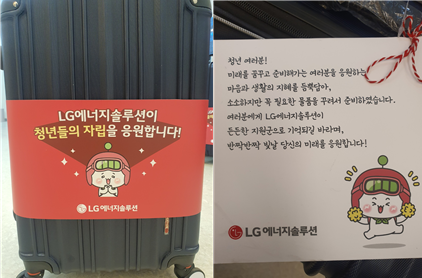 LG에너지솔루션이
청년들의 자립을 응원합니다!
LG 에너지솔루션
청년 여러분!
미래를 꿈꾸고 준비해가는 여러분을 응원하는
마음과 생활의 지혜를 듬뿍담아,
소소하지만 꼭 필요한 물품을 꾸려서 준비하였습니다.
여러분에게 LG에너지솔루션이
든든한 지원군으로 기억되길 바라며,
반짝반짝 빛날 당신의 미래를 응원합니다!
LG 에너지솔루션